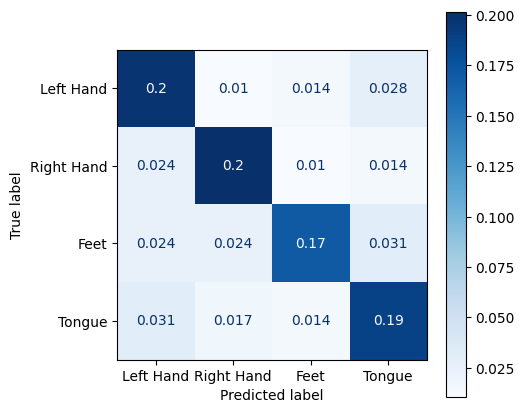 Left Hand 0.2 0.01 0.014 0.028
Right Hand 0.024 0.2 0.01 0.014
Feet 0.024 0.024 0.17 0.031
Tongue 0.031 0.017 0.014 0.19
Left Hand Right Hand Feet Tongue
Predicted label
True label
0.200
0.175
0.150
0.125
0.100
0.075
0.050
0.025